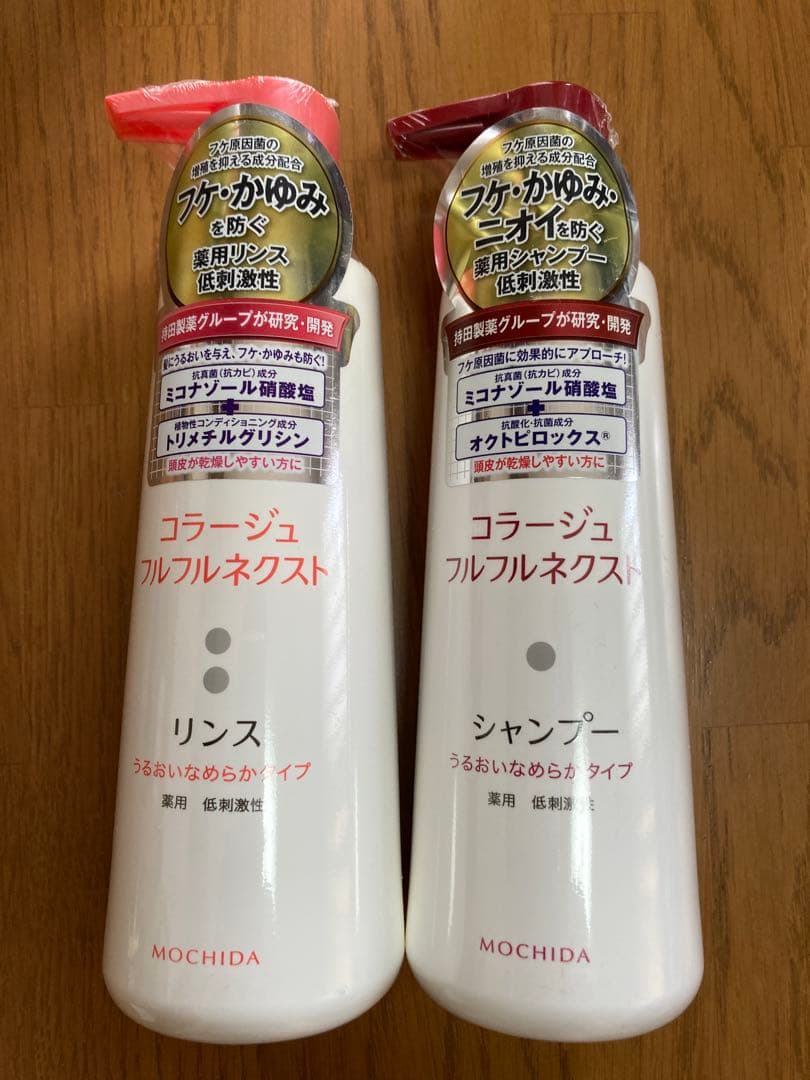 フケ原因菌の
増殖を抑える成分配合
フケ・かゆみ
を防ぐ
薬用リンス
低刺激性
持田製薬グループが研究・開発
髪にうるおいを与え、フケ・かゆみも防ぐ!
抗真菌(抗カビ)成分
ミコナゾール硝酸塩
+
植物性コンディショニング成分
トリメチルグリシン
頭皮が乾燥しやすい方に
コラージュ
フルフルネクスト
リンス
うるおいなめらかタイプ
薬用 低刺激性
MOCHIDA
フケ原因菌の
増殖を抑える成分配合
フケ・かゆみ・
ニオイを防ぐ
薬用シャンプー
低刺激性
持田製薬グループが研究・開発
フケ原因菌に効果的にアプローチ!
抗真菌(抗カビ)成分
ミコナゾール硝酸塩
+
抗酸化・抗菌成分
オクトピロックス®
頭皮が乾燥しやすい方に
コラージュ
フルフルネクスト
シャンプー
うるおいなめらかタイプ
薬用 低刺激性
MOCHIDA